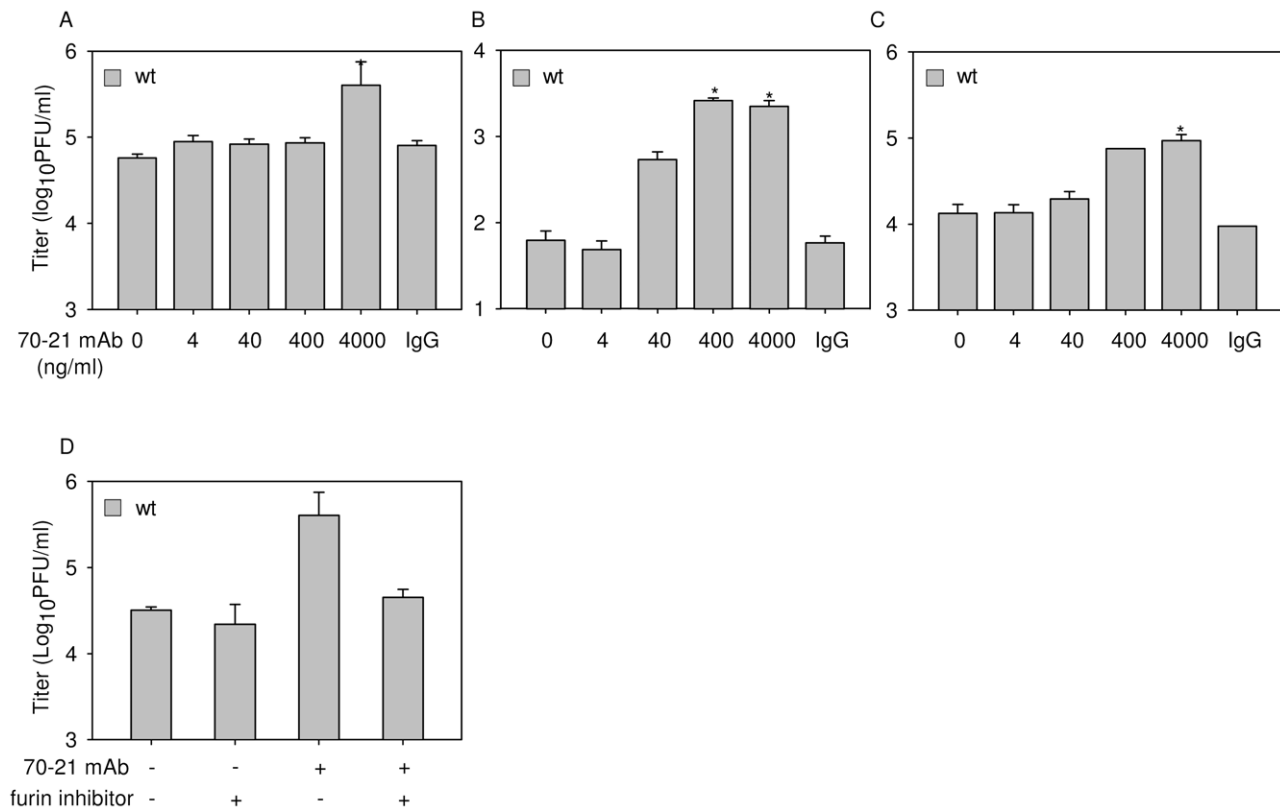 A
B
C
6
5
4
3
Titer (log10PFU/ml)
wt
*
70-21 mAb 0 4 40 400 4000 IgG
(ng/ml)
4
3
2
1
wt
* *
0 4 40 400 4000 IgG
6
5
4
3
wt
*
0 4 40 400 4000 IgG
D
6
5
4
3
Titer (Log10PFU/ml)
wt
70-21 mAb - - + +
furin inhibitor - + - +